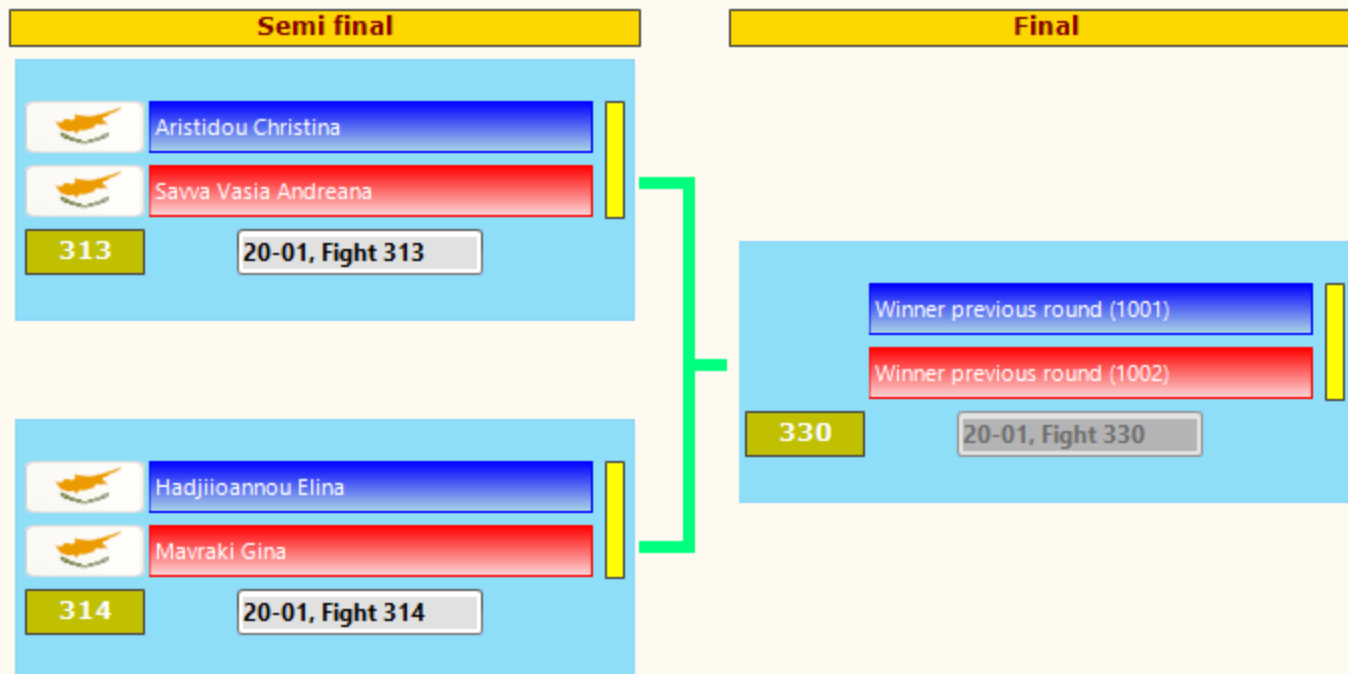 Semi final
Final
Aristidou Christina
Savva Vasia Andreana
313
20-01, Fight 313
Winner previous round (1001)
Winner previous round (1002)
330
20-01, Fight 330
Hadjiioannou Elina
Mavraki Gina
314
20-01, Fight 314